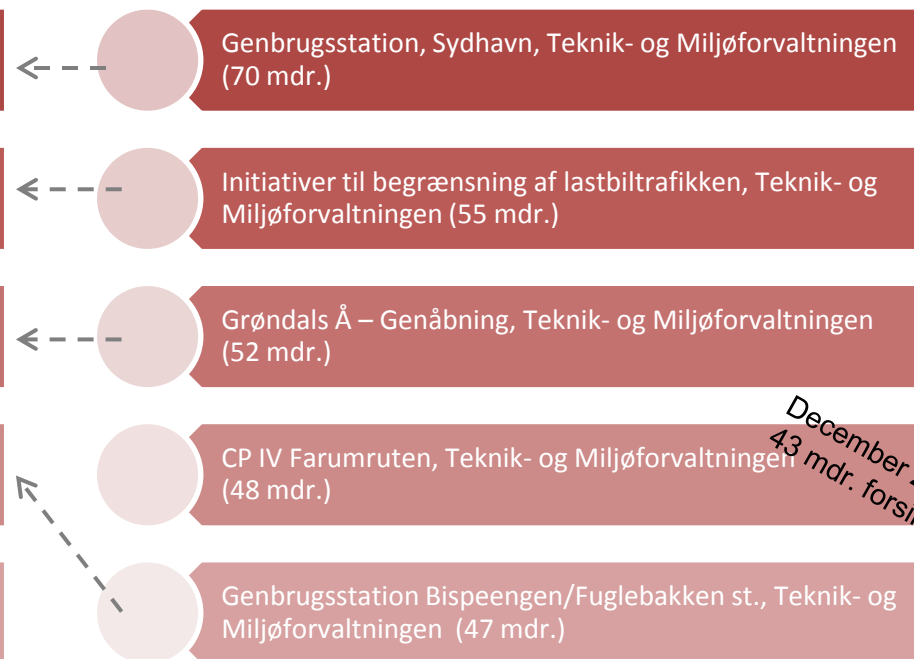 Genbrugsstation, Sydhavn, Teknik- og Miljøforvaltningen
(70 mdr.)
Initiativer til begrænsning af lastbiltrafikken, Teknik- og
Miljøforvaltningen (55 mdr.)
Grøndals Å – Genåbning, Teknik- og Miljøforvaltningen
(52 mdr.)
CP IV Farumruten, Teknik- og Miljøforvaltningen
(48 mdr.)
December
43 mdr.
Genbrugsstation Bispeengen/Fuglebakken st., Teknik- og
Miljøforvaltningen (47 mdr.)